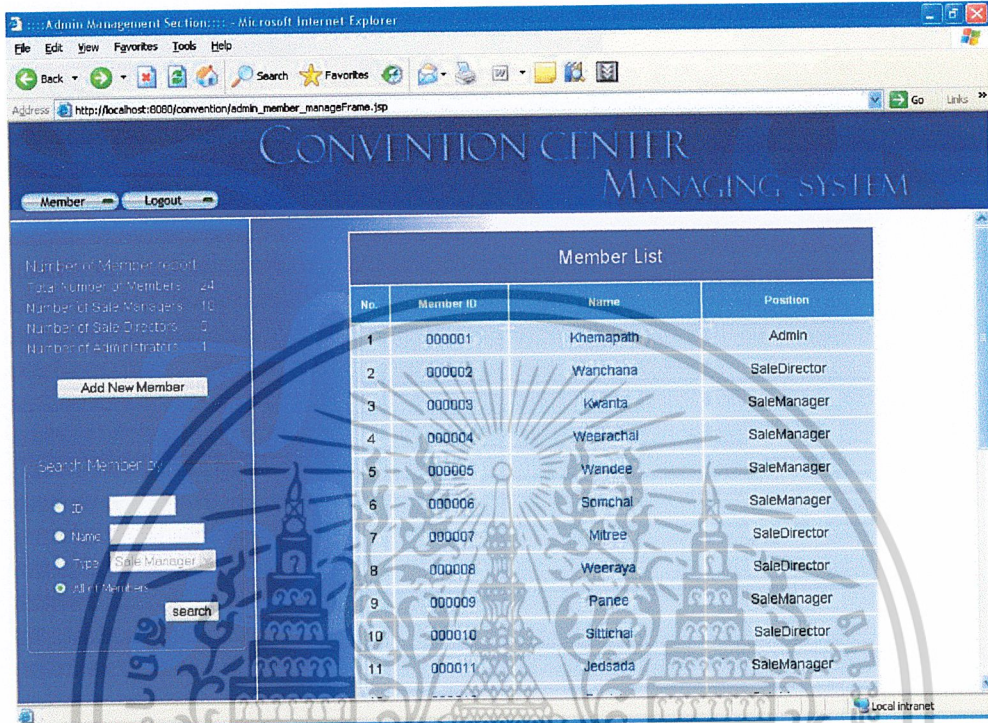 ::::Admin Management Section:::: - Microsoft Internet Explorer
File Edit View Favorites Tools Help
Back Search Favorites
Address http://localhost:8080/convention/admin_member_manageFrame.jsp Go Links »
CONVENTION CENTER
MANAGING SYSTEM
Member Logout
Number of Member report
Total Number of Members 24
Number of Sale Managers
Number of Sale Directors
Number of Administrators 1
Add New Member
Search Member by
ID
Name
Type Sale Manager
All of Members
search
Member List
No. Member ID Name Position
1 000001 Khemapath Admin
2 000002 Wanchana SaleDirector
3 000003 Kwanta SaleManager
4 000004 Weerachai SaleManager
5 000005 Wandee SaleManager
6 000006 Somchai SaleManager
7 000007 Mitree SaleDirector
8 000008 Weeraya SaleDirector
9 000009 Panee SaleManager
10 000010 Sittichai SaleDirector
11 000011 Jedsada SaleManager
Local intranet